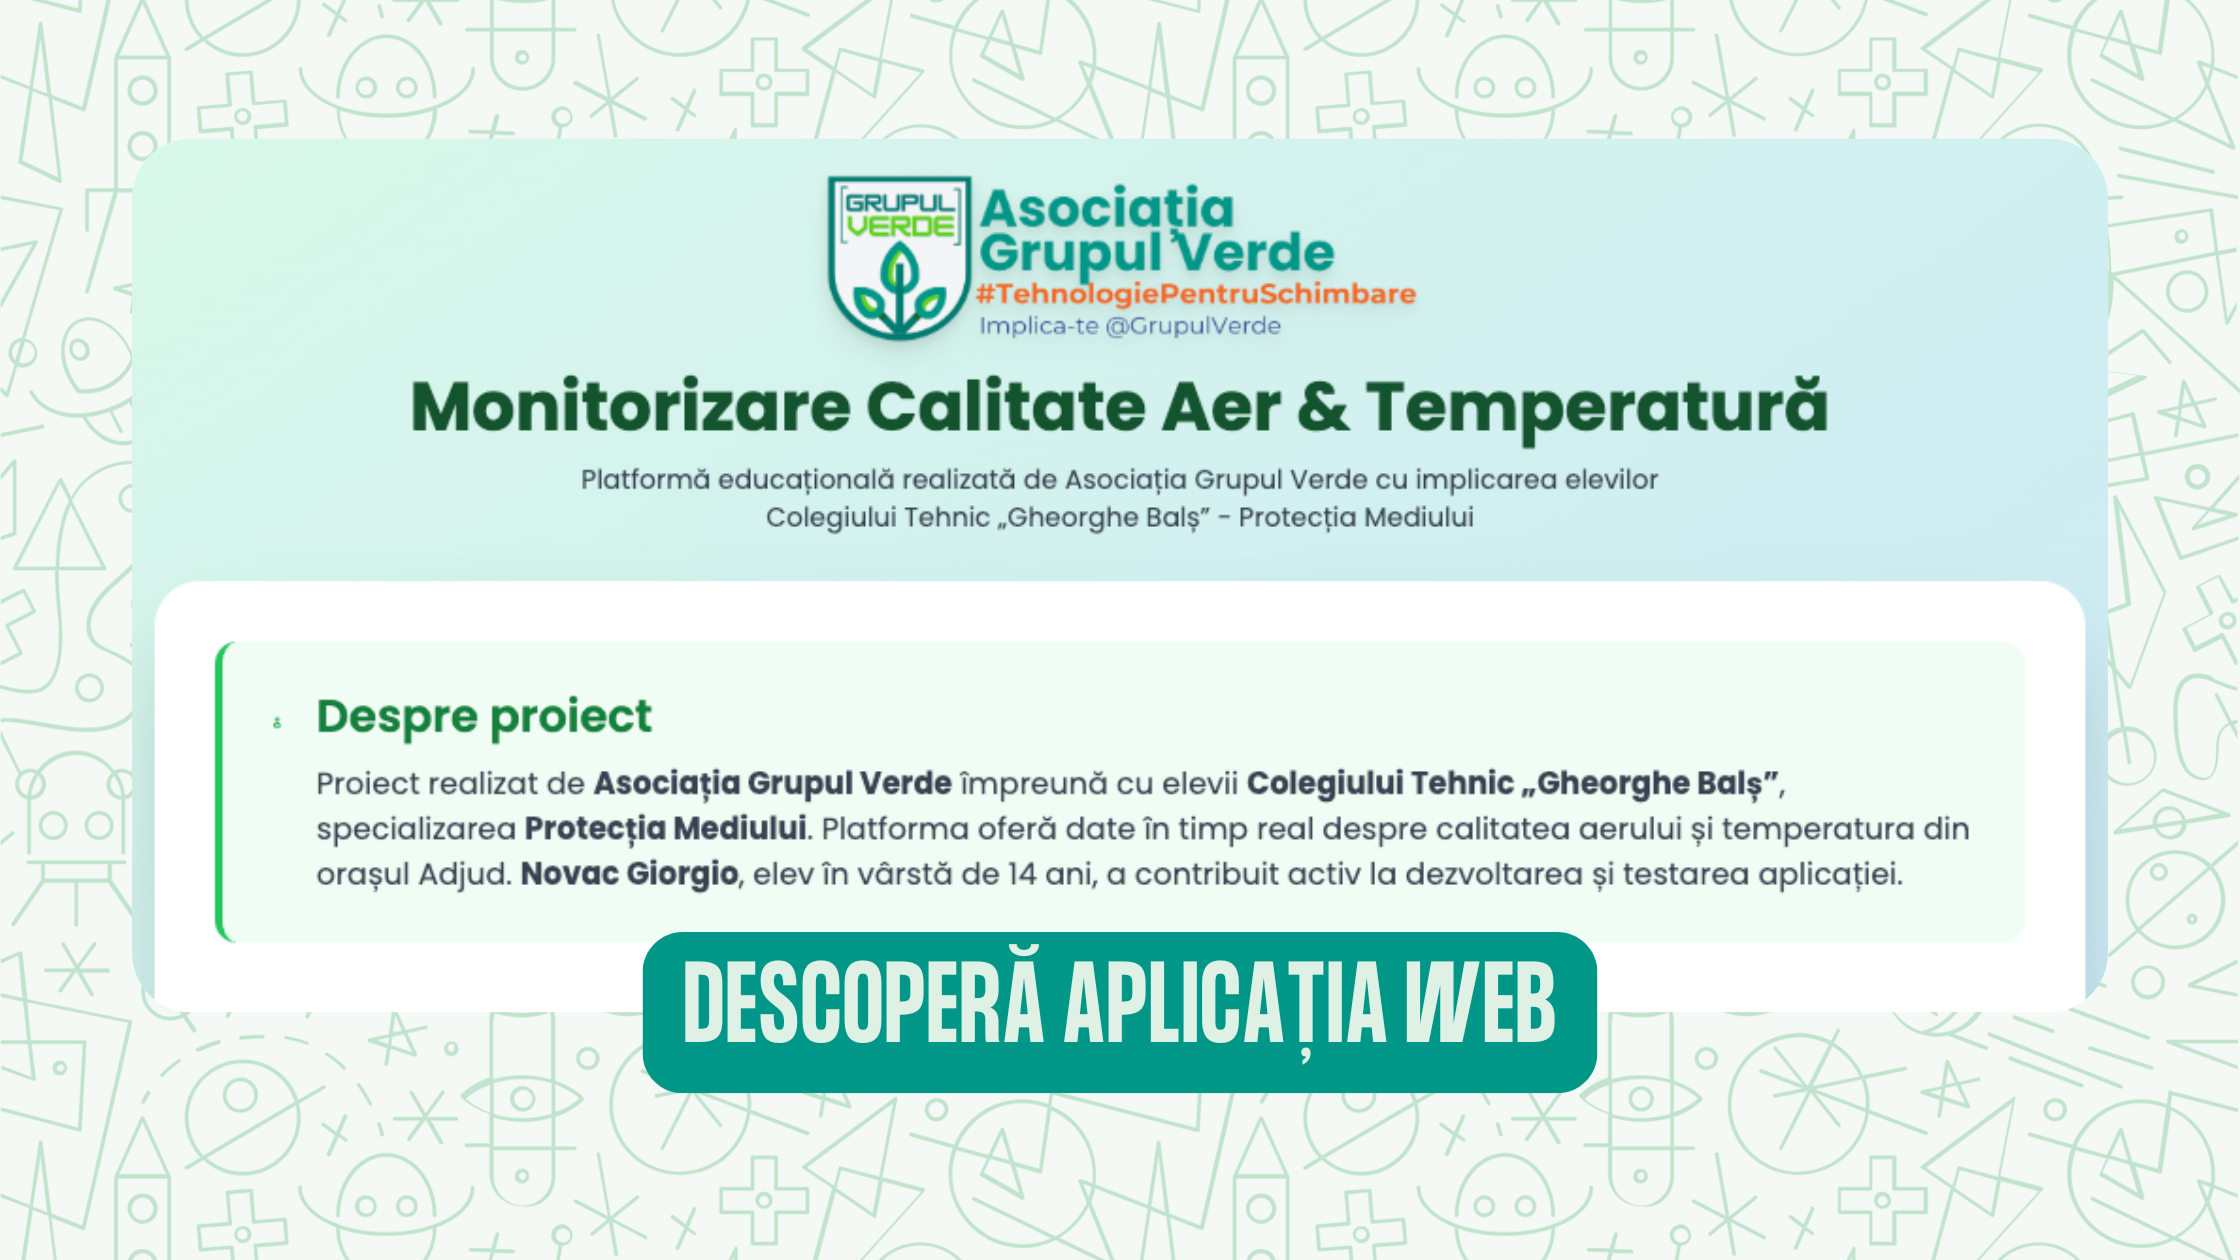 GRUPUL
VERDE
Asociația
Grupul Verde
#TehnologiePentruSchimbare
Implica-te @GrupulVerde
Monitorizare Calitate Aer & Temperatură
Platformă educațională realizată de Asociația Grupul Verde cu implicarea elevilor
Colegiului Tehnic „Gheorghe Balș” - Protecția Mediului
Despre proiect
Proiect realizat de Asociația Grupul Verde împreună cu elevii Colegiului Tehnic „Gheorghe Balș”,
specializarea Protecția Mediului. Platforma oferă date în timp real despre calitatea aerului și temperatura din
orașul Adjud. Novac Giorgio, elev în vârstă de 14 ani, a contribuit activ la dezvoltarea și testarea aplicației.
DESCOPERĂ APLICAȚIA WEB